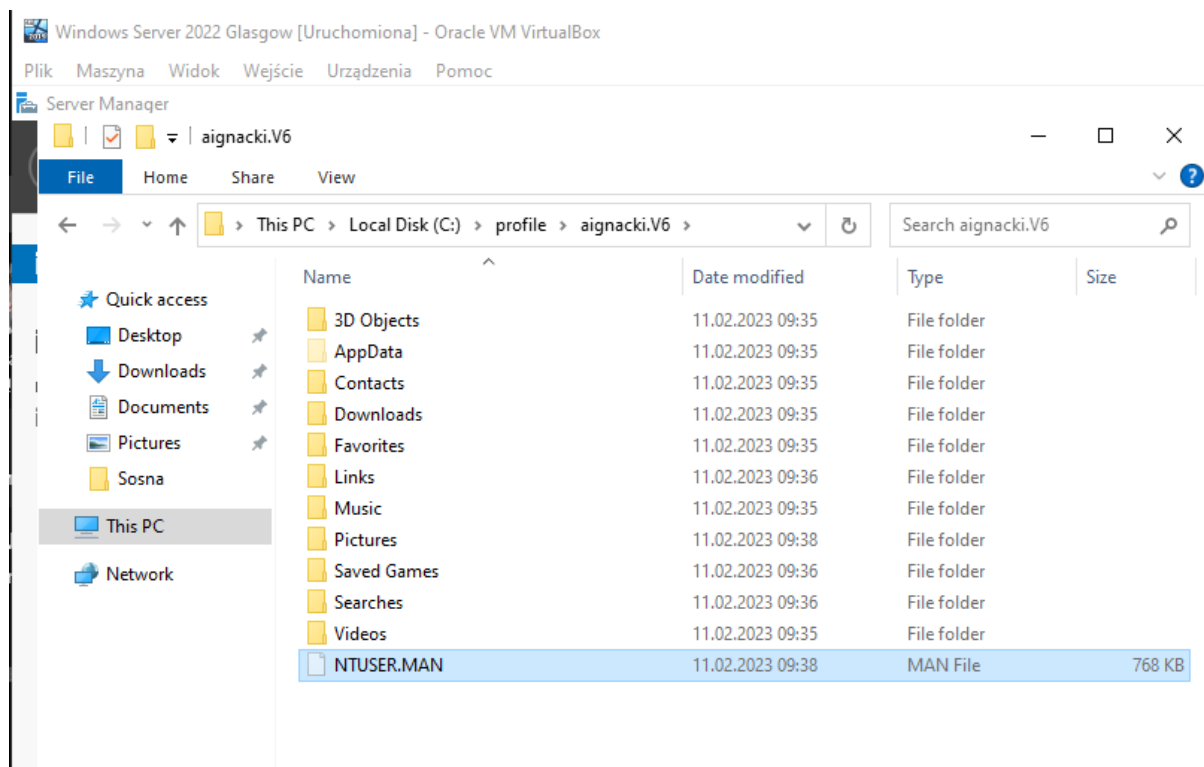 Windows Server 2022 Glasgow [Uruchomiona] - Oracle VM VirtualBox
Plik Maszyna Widok Wejście Urządzenia Pomoc
Server Manager
aignacki.V6
File Home Share View
This PC Local Disk (C:) profile aignacki.V6 Search aignacki.V6
Name Date modified Type Size
Quick access
Desktop
Downloads
Documents
Pictures
Sosna
This PC
Network
3D Objects 11.02.2023 09:35 File folder
AppData 11.02.2023 09:35 File folder
Contacts 11.02.2023 09:35 File folder
Downloads 11.02.2023 09:35 File folder
Favorites 11.02.2023 09:35 File folder
Links 11.02.2023 09:36 File folder
Music 11.02.2023 09:35 File folder
Pictures 11.02.2023 09:38 File folder
Saved Games 11.02.2023 09:36 File folder
Searches 11.02.2023 09:36 File folder
Videos 11.02.2023 09:35 File folder
NTUSER.MAN 11.02.2023 09:38 MAN File 768 KB